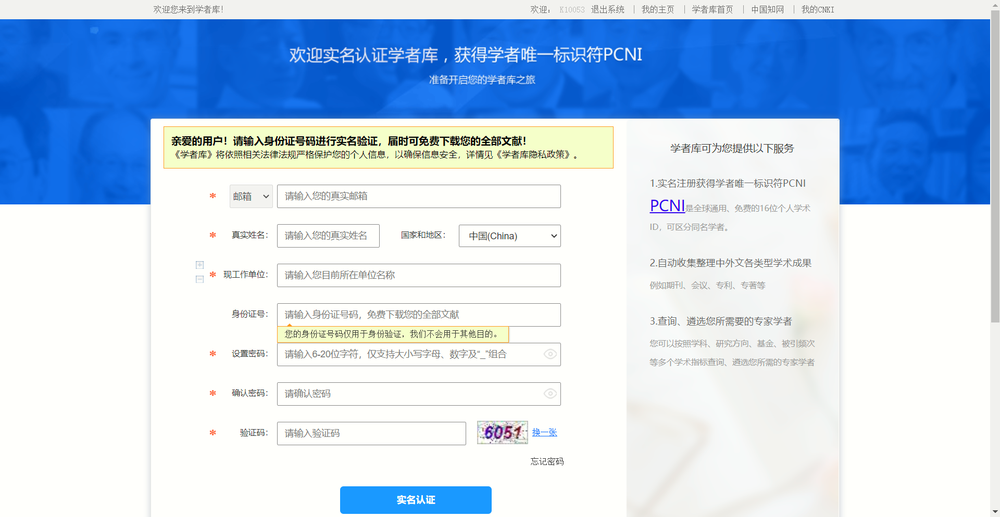 欢迎您来到学者库！
欢迎： K10053 退出系统 ｜ 我的主页 ｜ 学者库首页 ｜ 中国知网 ｜ 我的CNKI
欢迎实名认证学者库，获得学者唯一标识符PCNI
准备开启您的学者库之旅
亲爱的用户！请输入身份证号码进行实名验证，届时可免费下载您的全部文献！
《学者库》将依照相关法律法规严格保护您的个人信息，以确保信息安全，详情见《学者库隐私政策》。
* 邮箱 请输入您的真实邮箱
* 真实姓名： 请输入您的真实姓名 国家和地区： 中国(China)
* 现工作单位： 请输入您目前所在单位名称
身份证号： 请输入身份证号码，免费下载您的全部文献
您的身份证号码仅用于身份验证，我们不会用于其他目的。
* 设置密码： 请输入6-20位字符，仅支持大小写字母、数字及“_”组合
* 确认密码： 请确认密码
* 验证码： 请输入验证码 6051 换一张
忘记密码
实名认证
学者库可为您提供以下服务
1.实名注册获得学者唯一标识符PCNI
PCNI是全球通用、免费的16位个人学术
ID，可区分同名学者。
2.自动收集整理中外文各类型学术成果
例如期刊、会议、专利、专著等
3.查询、遴选您所需要的专家学者
您可以按照学科、研究方向、基金、被引频次
等多个学术指标查询、遴选您所需的专家学者